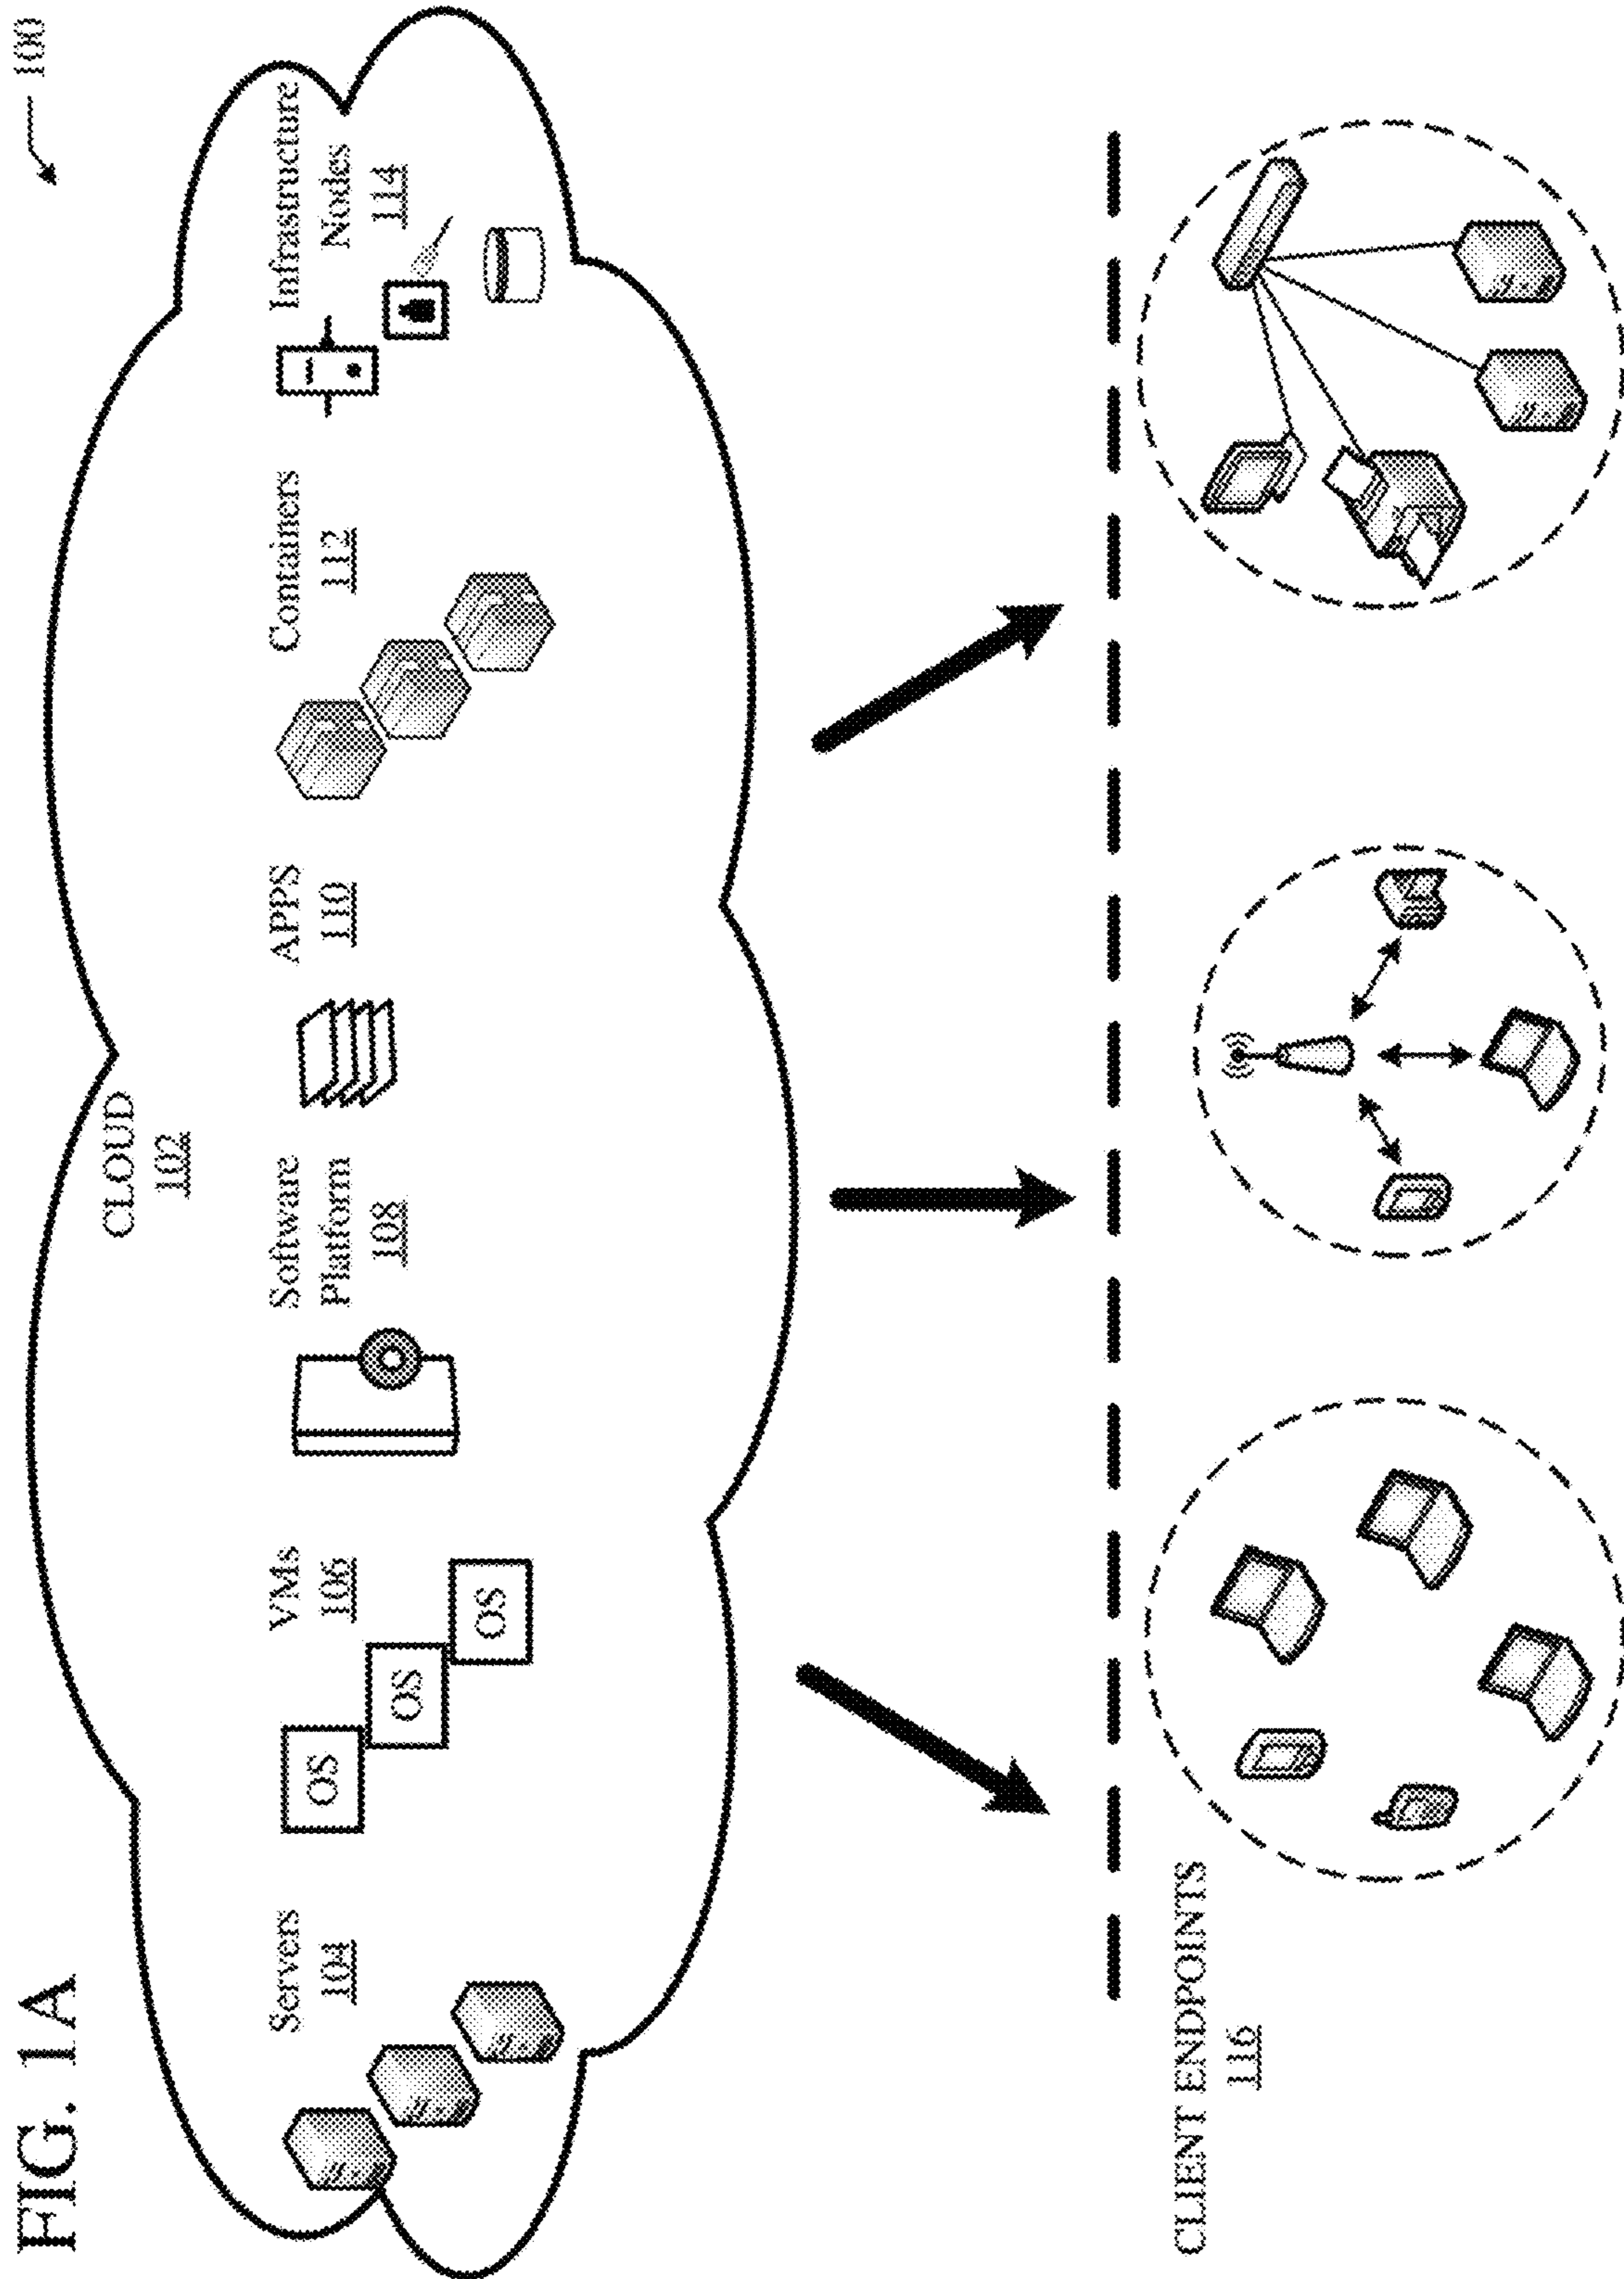 FIG. 1A
100
CLOUD
102
Servers
104
VMs
106
Software
Platform
108
APPS
110
Containers
112
Infrastructure
Nodes
114
OS
OS
OS
CLIENT ENDPOINTS
116